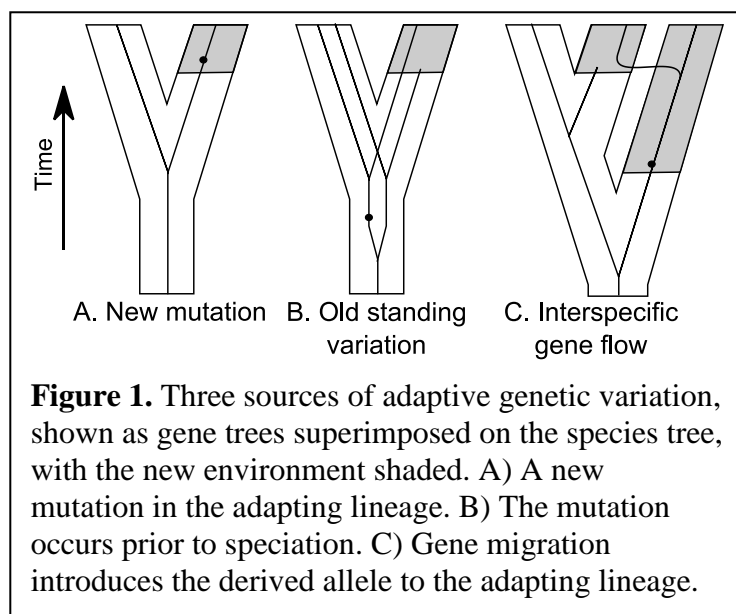 Time
A. New mutation
B. Old standing
variation
C. Interspecific
gene flow
Figure 1. Three sources of adaptive genetic variation,
shown as gene trees superimposed on the species tree,
with the new environment shaded. A) A new
mutation in the adapting lineage. B) The mutation
occurs prior to speciation. C) Gene migration
introduces the derived allele to the adapting lineage.